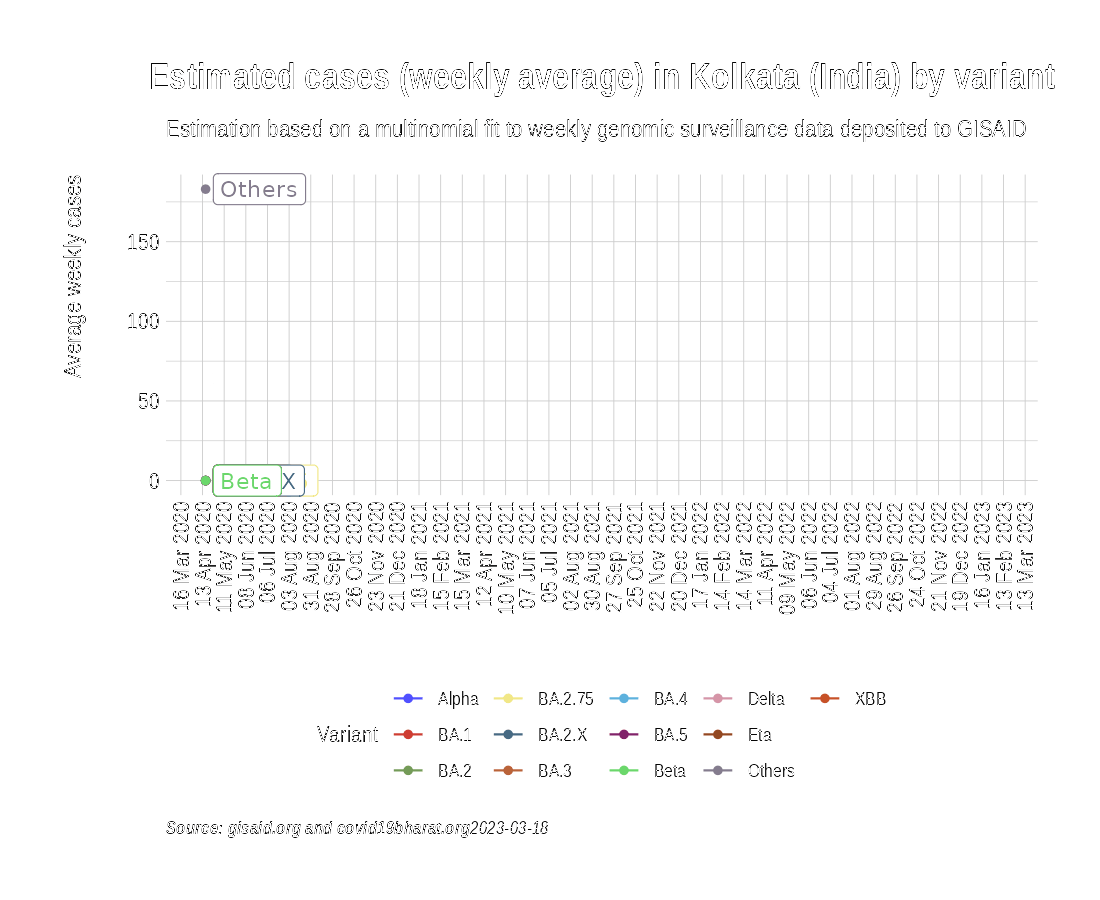 Estimated cases (weekly average) in Kolkata (India) by variant
Estimation based on a multinomial fit to weekly genomic surveillance data deposited to GISAID
Average weekly cases
Others
150
100
50
0
Beta
X
16 Mar 2020
13 Apr 2020
11 May 2020
08 Jun 2020
06 Jul 2020
03 Aug 2020
31 Aug 2020
28 Sep 2020
26 Oct 2020
23 Nov 2020
21 Dec 2020
18 Jan 2021
15 Feb 2021
15 Mar 2021
12 Apr 2021
10 May 2021
07 Jun 2021
05 Jul 2021
02 Aug 2021
30 Aug 2021
27 Sep 2021
25 Oct 2021
22 Nov 2021
20 Dec 2021
17 Jan 2022
14 Feb 2022
14 Mar 2022
11 Apr 2022
09 May 2022
06 Jun 2022
04 Jul 2022
01 Aug 2022
29 Aug 2022
26 Sep 2022
24 Oct 2022
21 Nov 2022
19 Dec 2022
16 Jan 2023
13 Feb 2023
13 Mar 2023
Variant
Alpha
BA.2.75
BA.4
Delta
XBB
BA.1
BA.2.X
BA.5
Eta
BA.2
BA.3
Beta
Others
Source: gisaid.org and covid19bharat.org2023-03-18